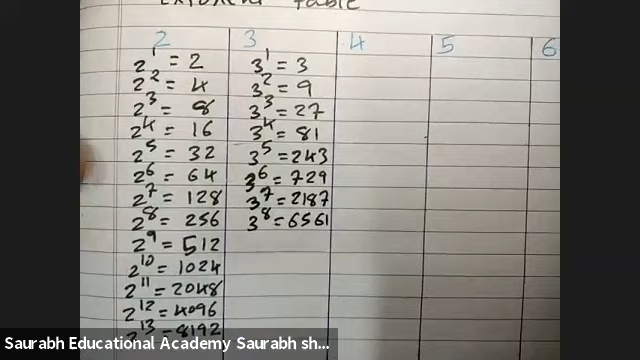 Exponent Table
2 3 4 5 6
2¹ = 2 3¹ = 3
2² = 4 3² = 9
2³ = 8 3³ = 27
2⁴ = 16 3⁴ = 81
2⁵ = 32 3⁵ = 243
2⁶ = 64 3⁶ = 729
2⁷ = 128 3⁷ = 2187
2⁸ = 256 3⁸ = 6561
2⁹ = 512
2¹⁰ = 1024
2¹¹ = 2048
2¹² = 4096
2¹³ = 8192
Saurabh Educational Academy Saurabh sh...